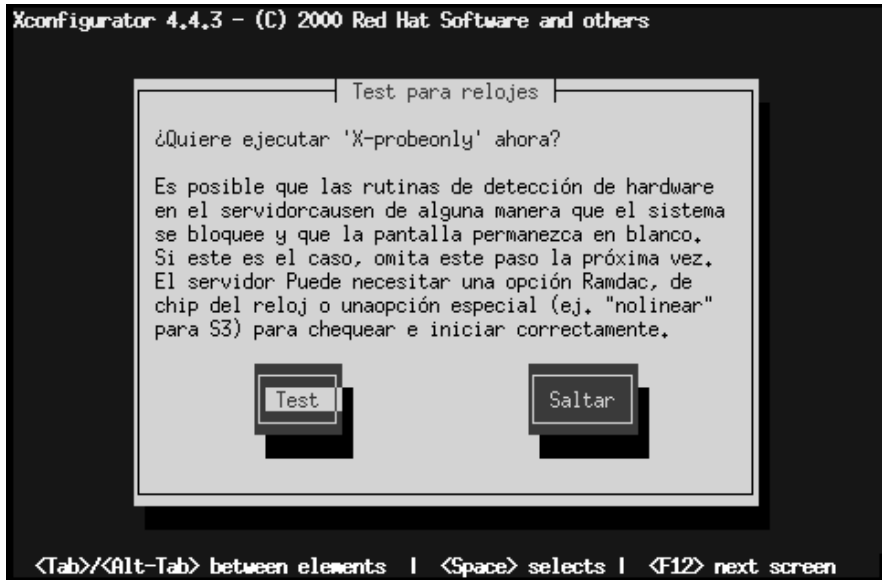 Xconfigurator 4.4.3 - (C) 2000 Red Hat Software and others
Test para relojes
¿Quiere ejecutar 'X-probeonly' ahora?
Es posible que las rutinas de detección de hardware
en el servidorcausen de alguna manera que el sistema
se bloquee y que la pantalla permanezca en blanco.
Si este es el caso, omita este paso la próxima vez.
El servidor Puede necesitar una opción Ramdac, de
chip del reloj o unaopción especial (ej. "nolinear"
para S3) para chequear e iniciar correctamente.
Test Saltar
<Tab>/<Alt-Tab> between elements | <Space> selects | <F12> next screen